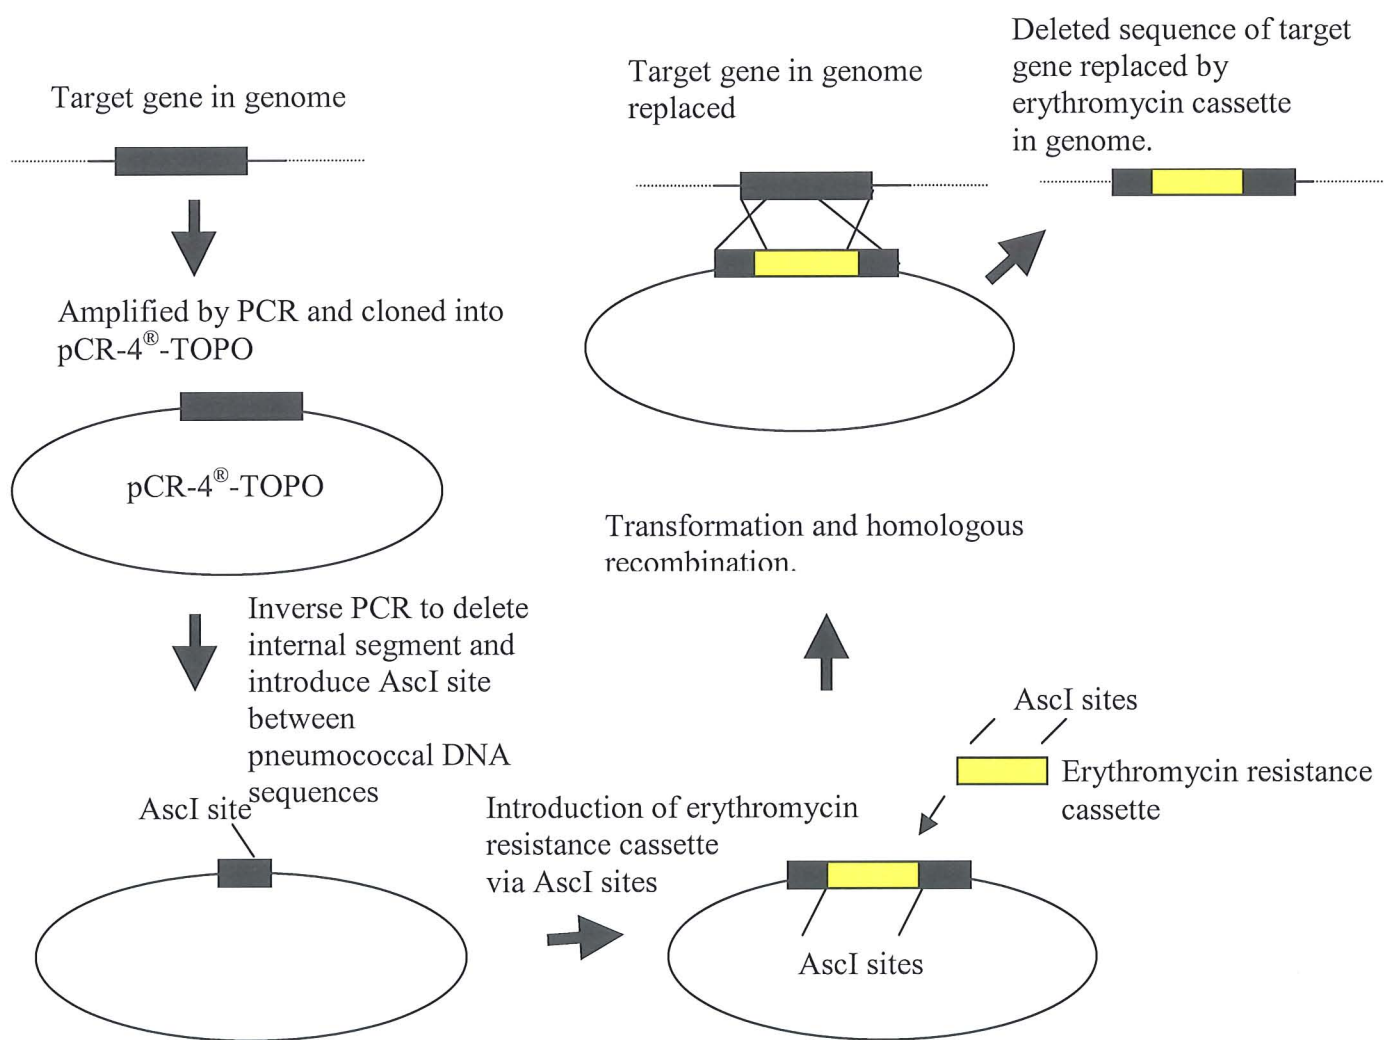 Target gene in genome
Amplified by PCR and cloned into
pCR-4®-TOPO
pCR-4®-TOPO
Inverse PCR to delete
internal segment and
introduce AscI site
between
pneumococcal DNA
sequences
AscI site
Introduction of erythromycin
resistance cassette
via AscI sites
AscI sites
Erythromycin resistance
cassette
AscI sites
Transformation and homologous
recombination.
Target gene in genome
replaced
Deleted sequence of target
gene replaced by
erythromycin cassette
in genome.